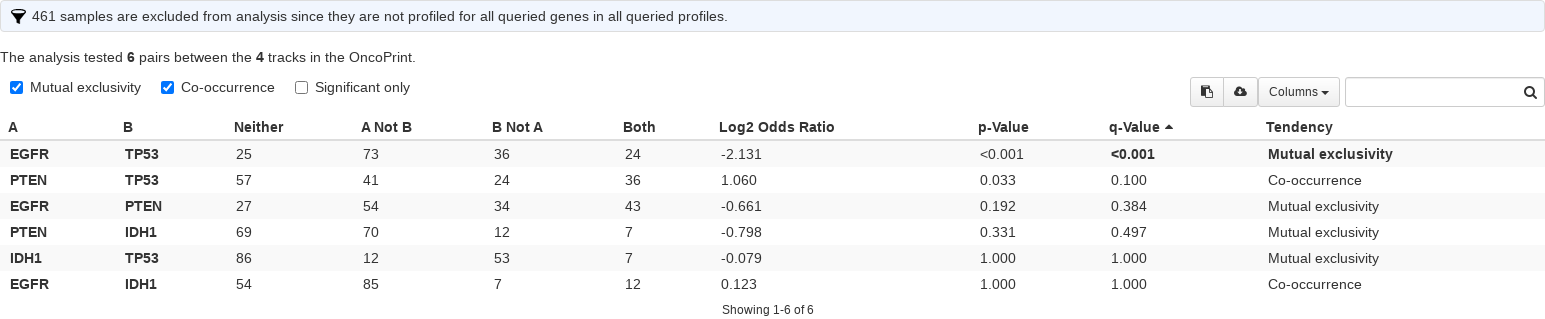 461 samples are excluded from analysis since they are not profiled for all queried genes in all queried profiles.
The analysis tested 6 pairs between the 4 tracks in the OncoPrint.
Mutual exclusivity Co-occurrence Significant only Columns
A B Neither A Not B B Not A Both Log2 Odds Ratio p-Value q-Value Tendency
EGFR TP53 25 73 36 24 -2.131 <0.001 <0.001 Mutual exclusivity
PTEN TP53 57 41 24 36 1.060 0.033 0.100 Co-occurrence
EGFR PTEN 27 54 34 43 -0.661 0.192 0.384 Mutual exclusivity
PTEN IDH1 69 70 12 7 -0.798 0.331 0.497 Mutual exclusivity
IDH1 TP53 86 12 53 7 -0.079 1.000 1.000 Mutual exclusivity
EGFR IDH1 54 85 7 12 0.123 1.000 1.000 Co-occurrence
Showing 1-6 of 6